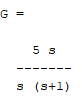 G =
5 s
-------
s (s+1)